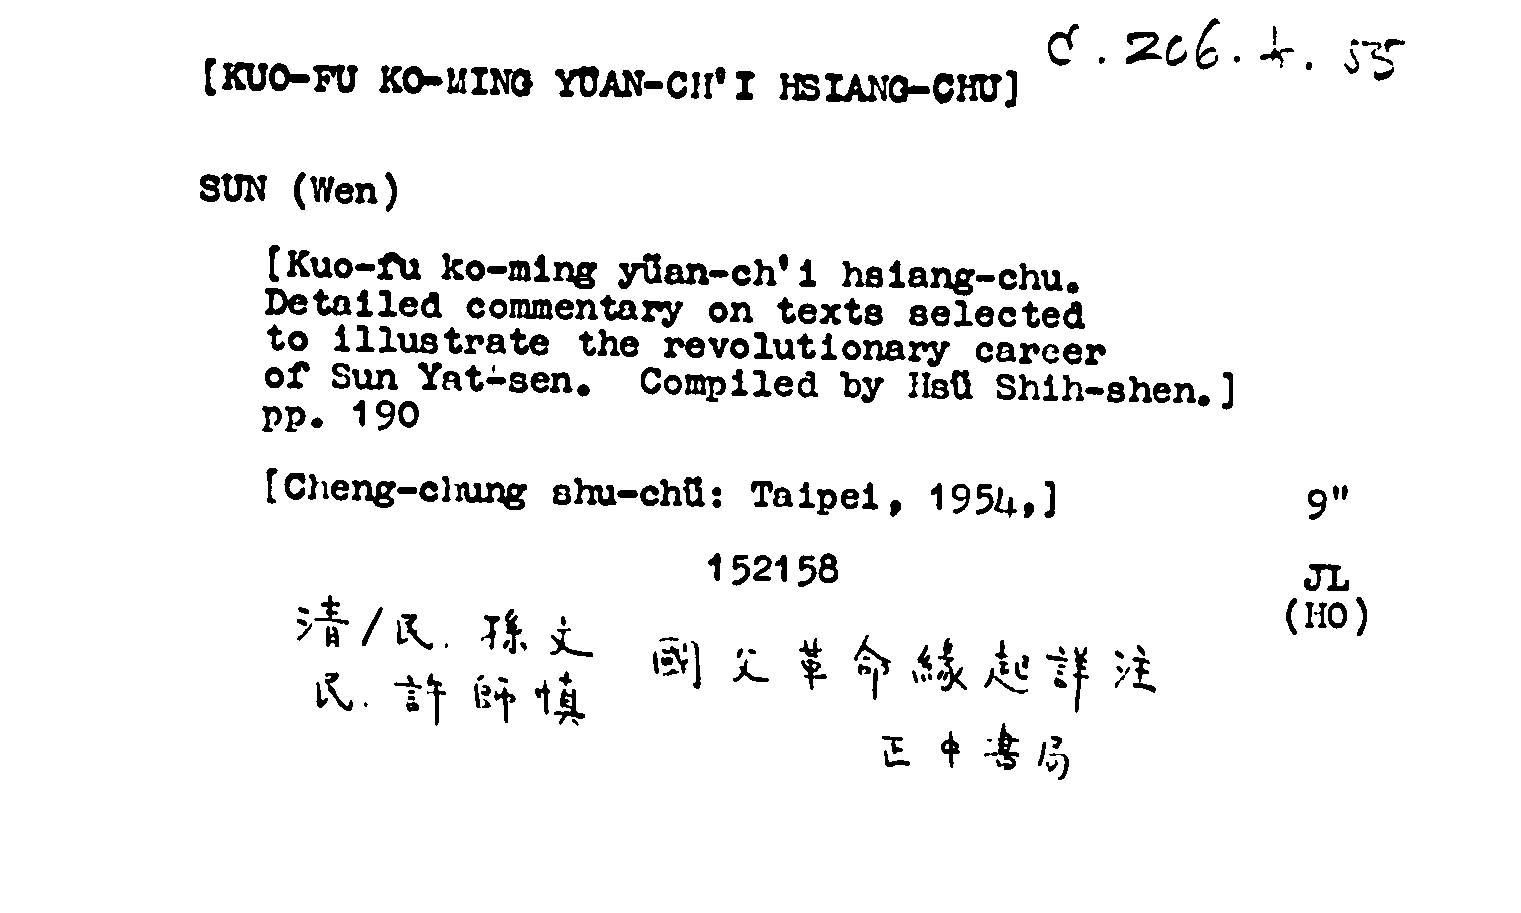 C. 206. h. 55
[KUO-FU KO-MING YÜAN-CH'I HSIANG-CHU]
SUN (Wen)
[Kuo-fu ko-ming yüan-ch'i hsiang-chu.
Detailed commentary on texts selected
to illustrate the revolutionary career
of Sun Yat-sen. Compiled by Hsü Shih-shen.]
pp. 190
[Cheng-chung shu-chü: Taipei, 1954,]
9"
152158
JL
(HO)
清/民. 孫文 國父革命緣起詳注
民. 許師慎
正中書局